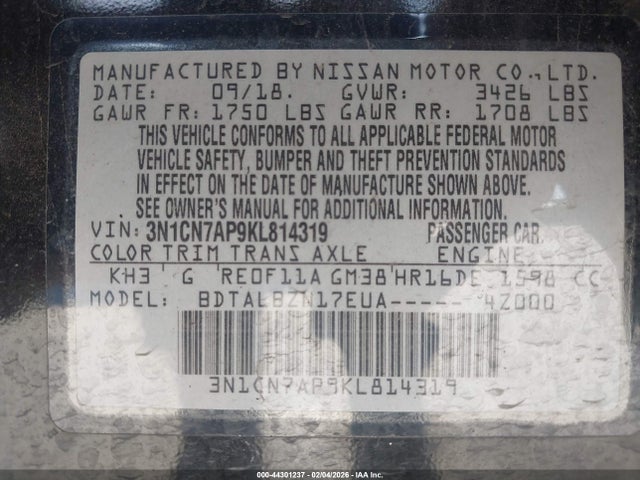 MANUFACTURED BY NISSAN MOTOR CO., LTD.
DATE: 09/18. GVWR: 3426 LBS
GAWR FR: 1750 LBS GAWR RR: 1708 LBS
THIS VEHICLE CONFORMS TO ALL APPLICABLE FEDERAL MOTOR
VEHICLE SAFETY, BUMPER AND THEFT PREVENTION STANDARDS
IN EFFECT ON THE DATE OF MANUFACTURE SHOWN ABOVE.
SEE OWNER'S MANUAL FOR ADDITIONAL INFORMATION.
VIN: 3N1CN7AP9KL814319 PASSENGER CAR.
COLOR TRIM TRANS AXLE ENGINE
KH3 G RE0F11A GM38 HR16DE 1598 CC
MODEL: BDTALBZN17EUA-----4Z000
3N1CN7AP9KL814319
000-44301237 - 02/04/2026 - IAA Inc.